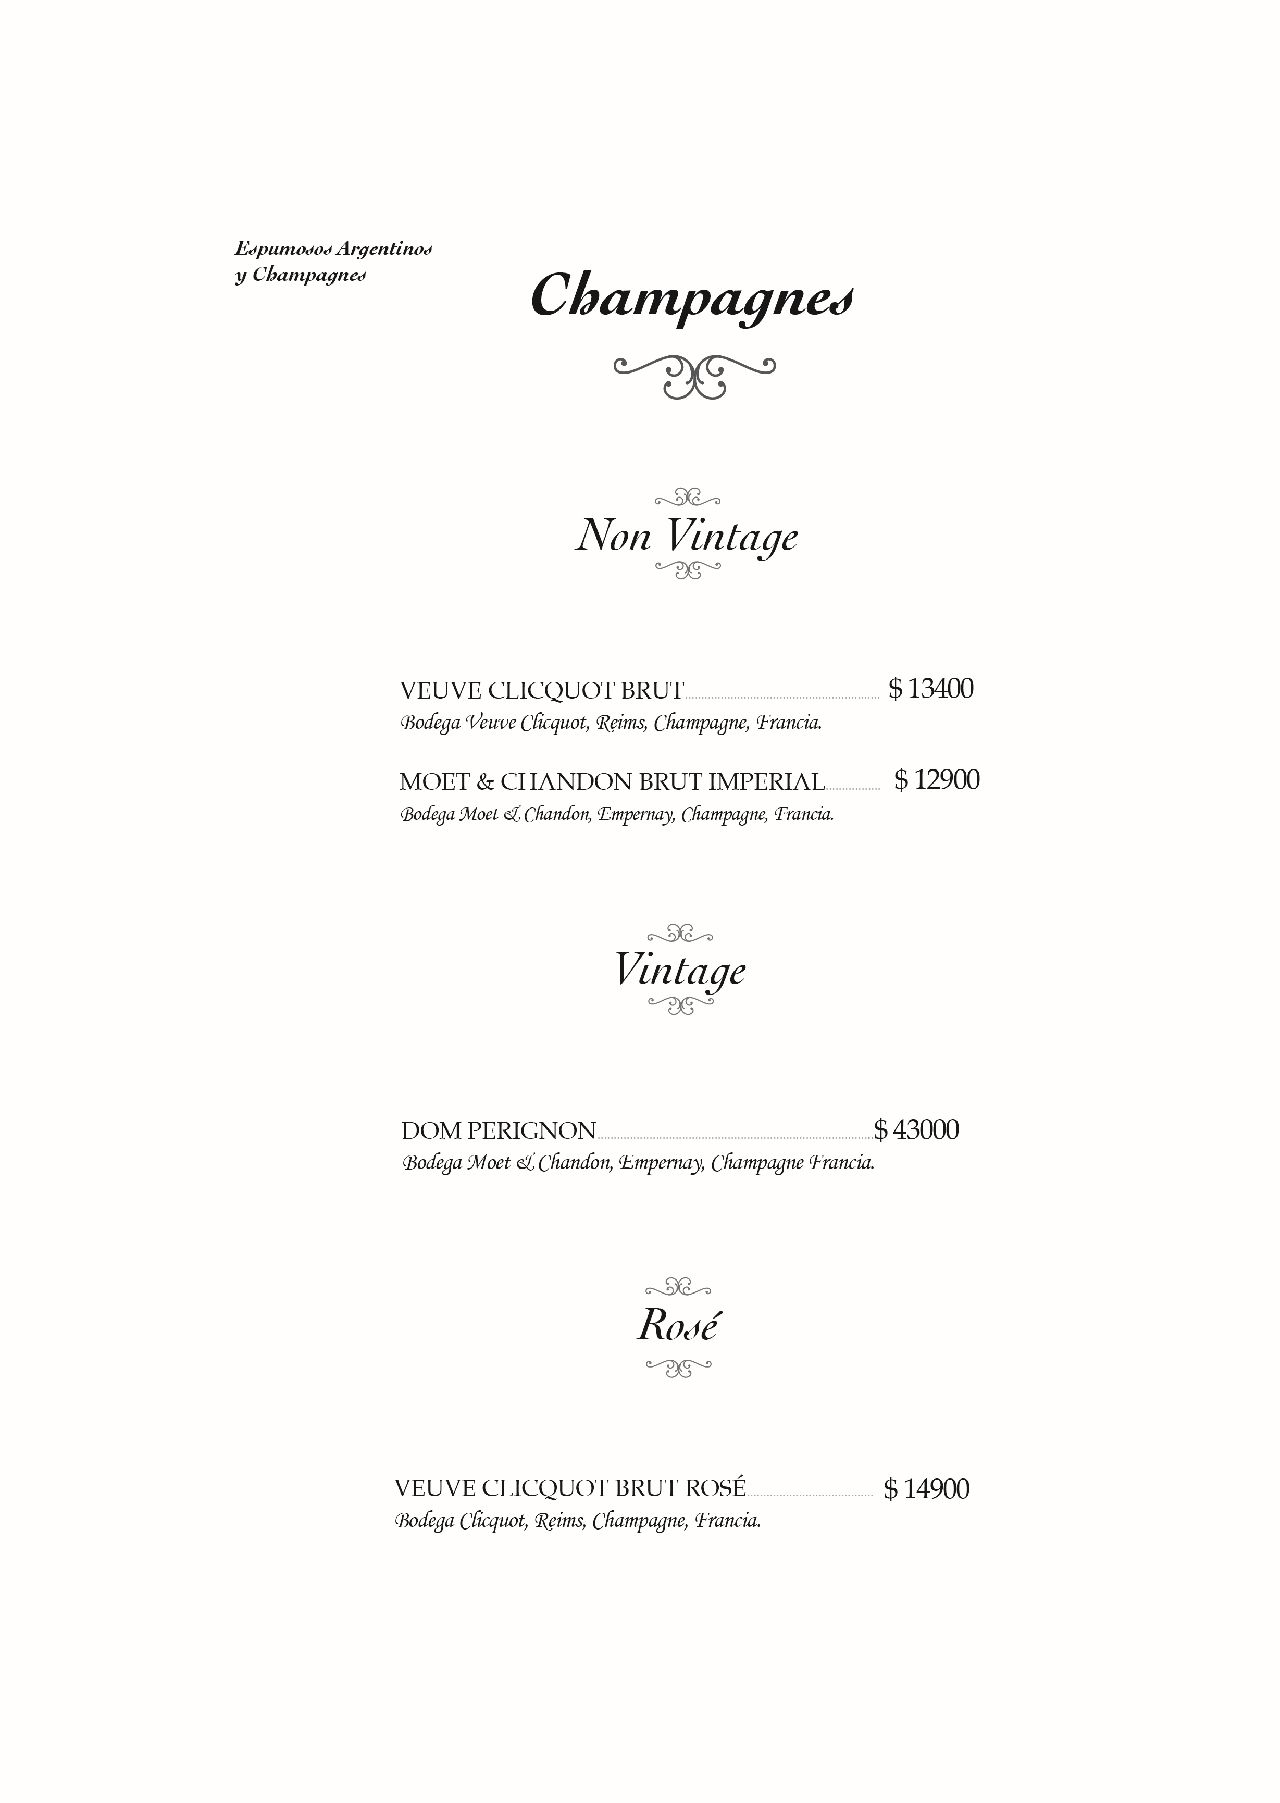 Espumosos Argentinos
y Champagnes
Champagnes
Non Vintage
VEUVE CLICQUOT BRUT $ 13400
Bodega Veuve Clicquot, Reims, Champagne, Francia.
MOET & CHANDON BRUT IMPERIAL $ 12900
Bodega Moet & Chandon, Empernay, Champagne, Francia.
Vintage
DOM PERIGNON $ 43000
Bodega Moet & Chandon, Empernay, Champagne Francia.
Rosé
VEUVE CLICQUOT BRUT ROSÉ $ 14900
Bodega Clicquot, Reims, Champagne, Francia.